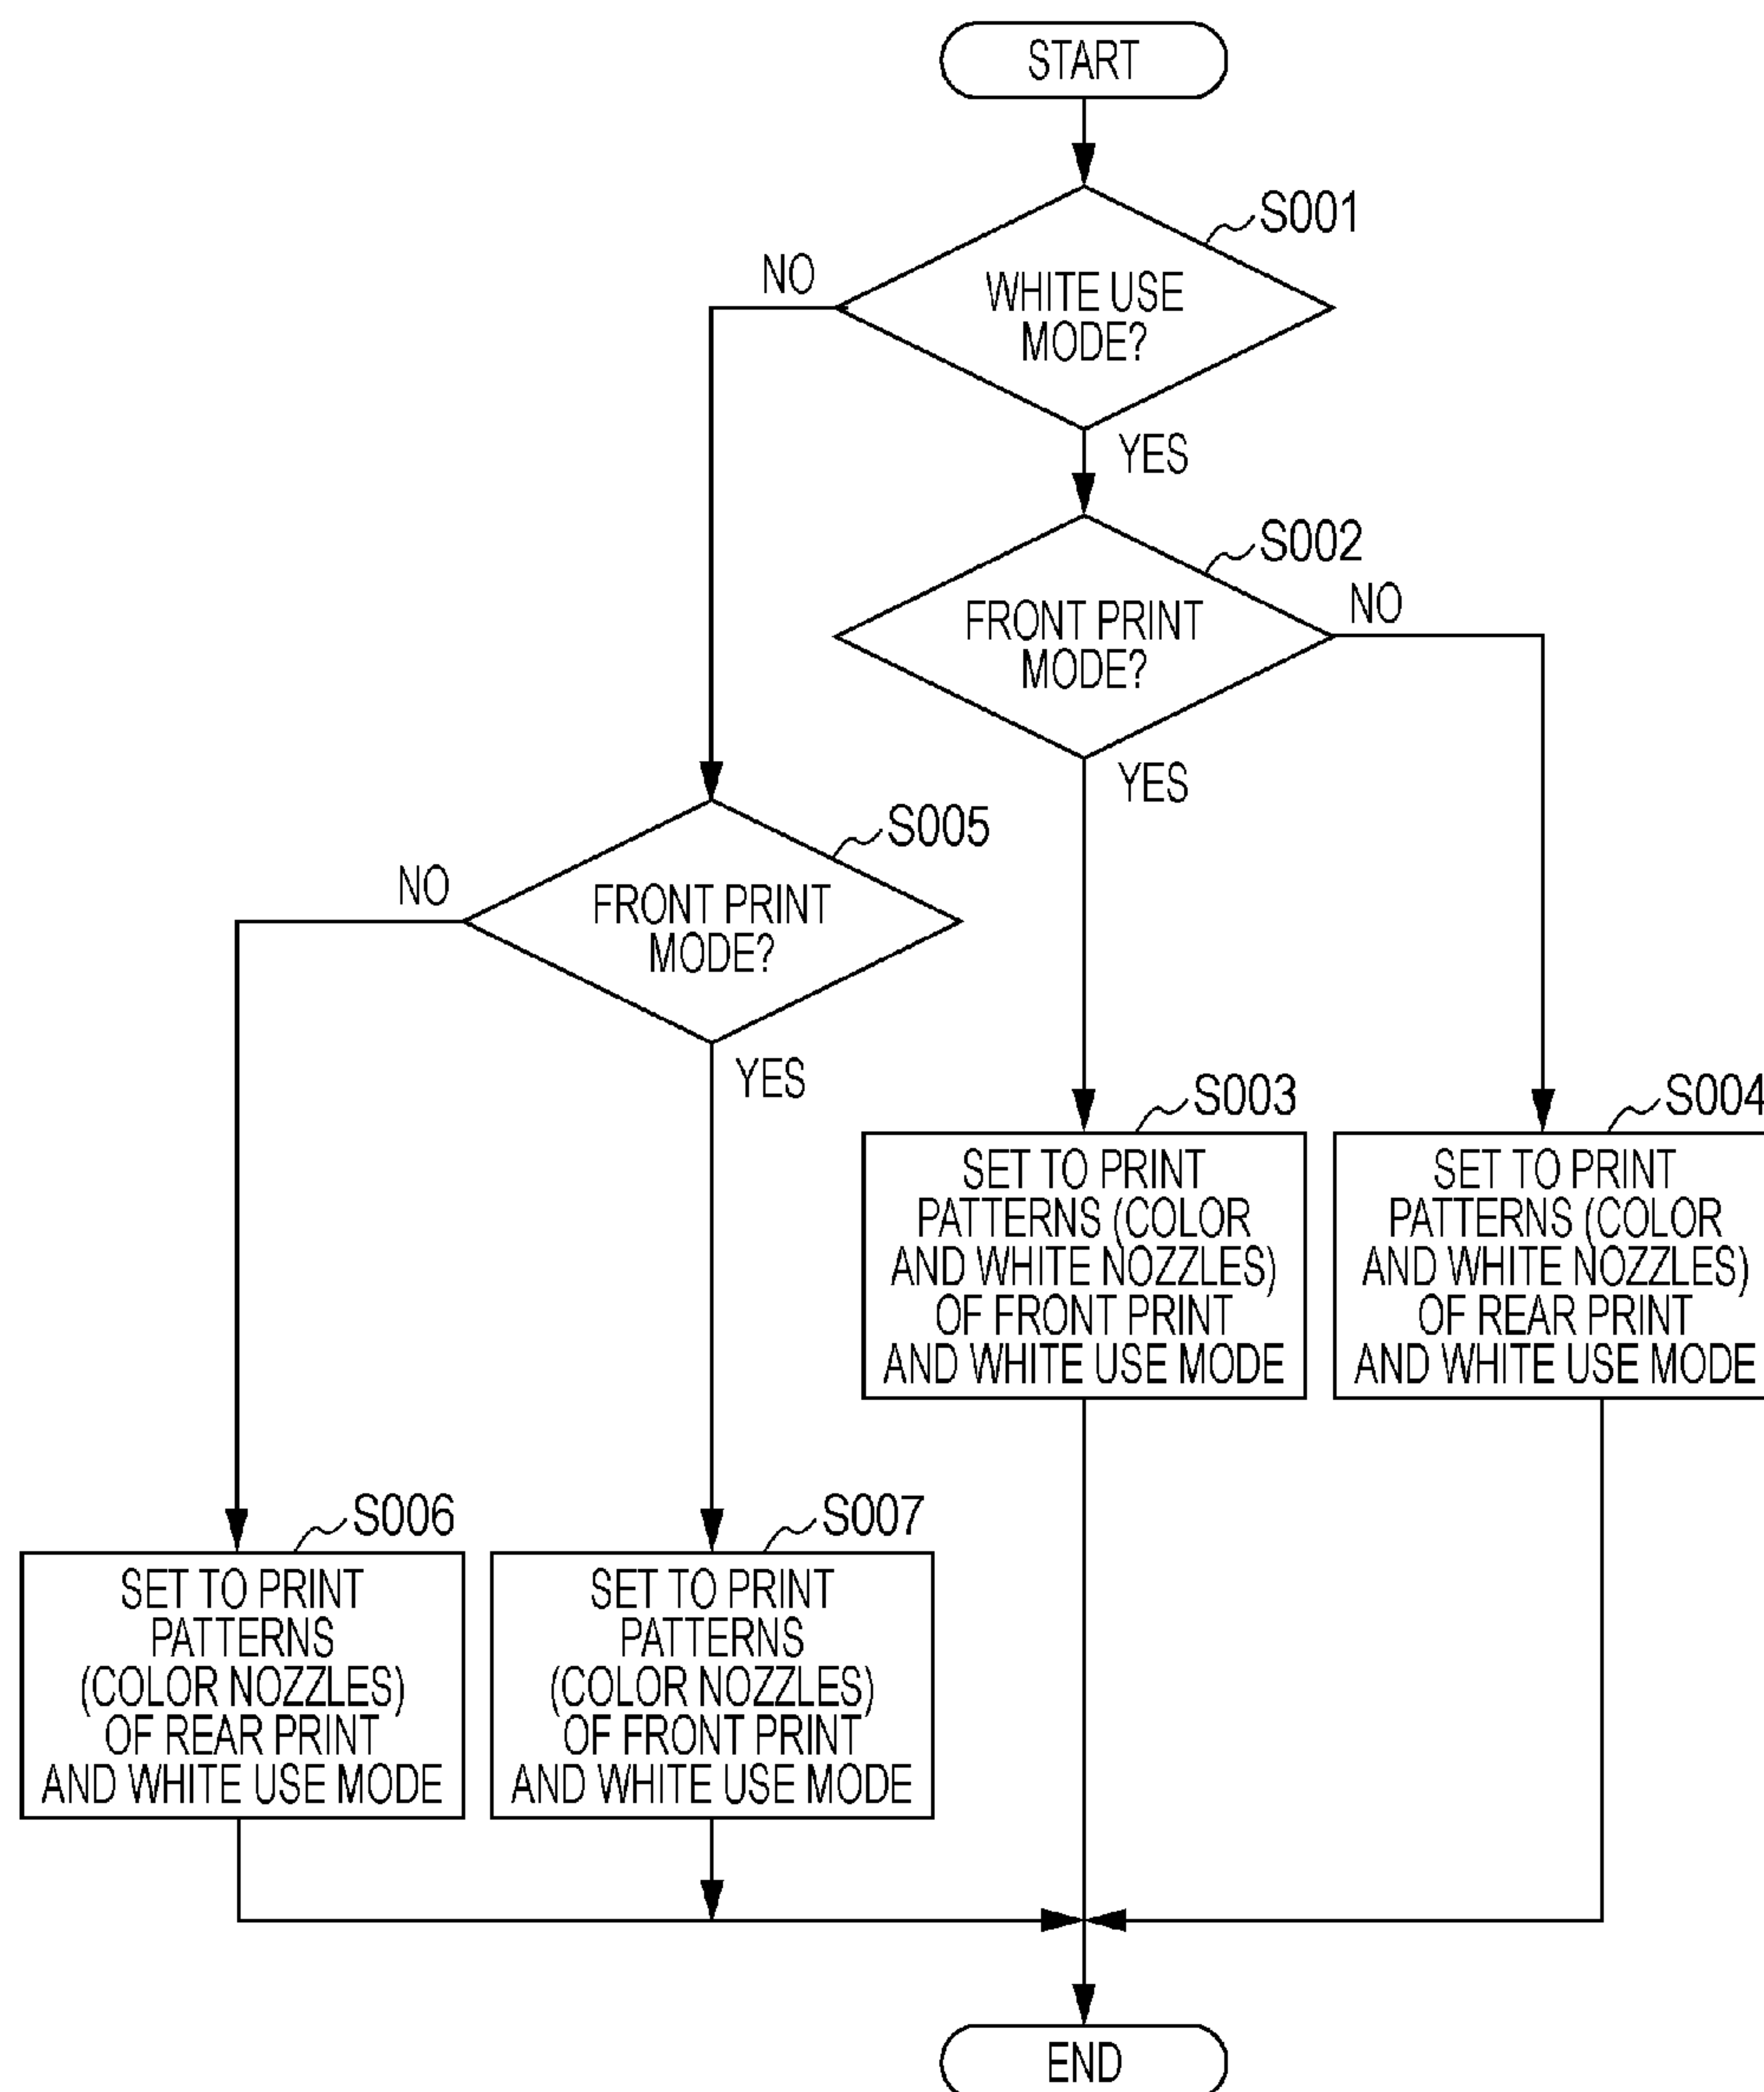 START
S001
NO
WHITE USE
MODE?
YES
S002
NO
FRONT PRINT
MODE?
YES
S005
NO
FRONT PRINT
MODE?
YES
S003
SET TO PRINT
PATTERNS (COLOR
AND WHITE NOZZLES)
OF FRONT PRINT
AND WHITE USE MODE
S004
SET TO PRINT
PATTERNS (COLOR
AND WHITE NOZZLES)
OF REAR PRINT
AND WHITE USE MODE
S006
SET TO PRINT
PATTERNS
(COLOR NOZZLES)
OF REAR PRINT
AND WHITE USE MODE
S007
SET TO PRINT
PATTERNS
(COLOR NOZZLES)
OF FRONT PRINT
AND WHITE USE MODE
END